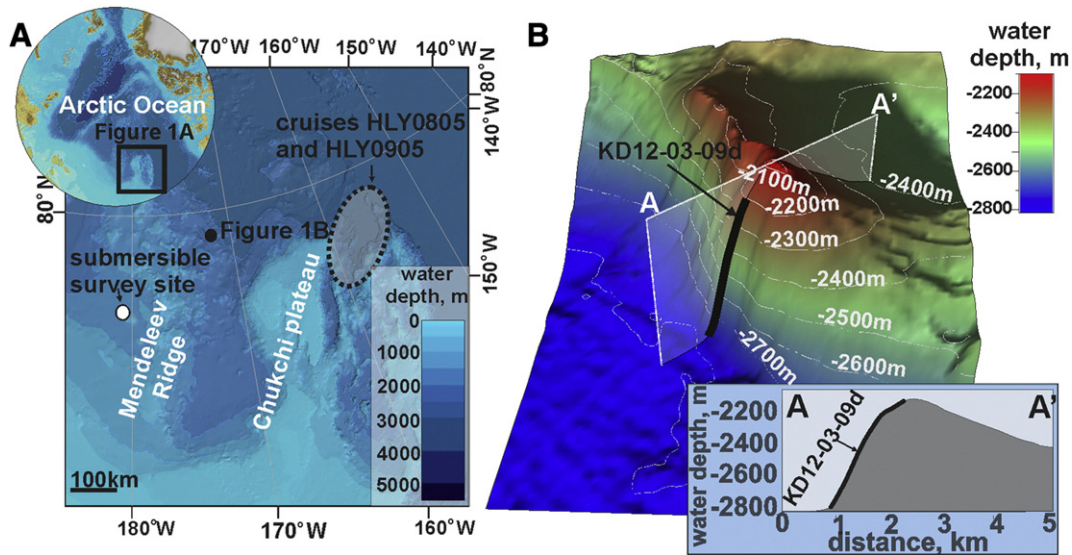 A
170°W
160°W
150°W
140°W
80°N
140°W
Arctic Ocean
Figure 1A
cruises HLY0805
and HLY0905
80°N
Figure 1B
submersible
survey site
150°W
Mendeleev
Ridge
Chukchi plateau
water
depth, m
0
1000
2000
3000
4000
5000
100km
180°W
170°W
160°W
B
water
depth, m
-2200
-2400
-2600
-2800
A'
KD12-03-09d
A
-2100m
-2200m
-2300m
-2400m
-2400m
-2500m
-2600m
-2700m
A
A'
KD12-03-09d
water depth, m
-2200
-2400
-2600
-2800
0
1
2
3
4
5
distance, km